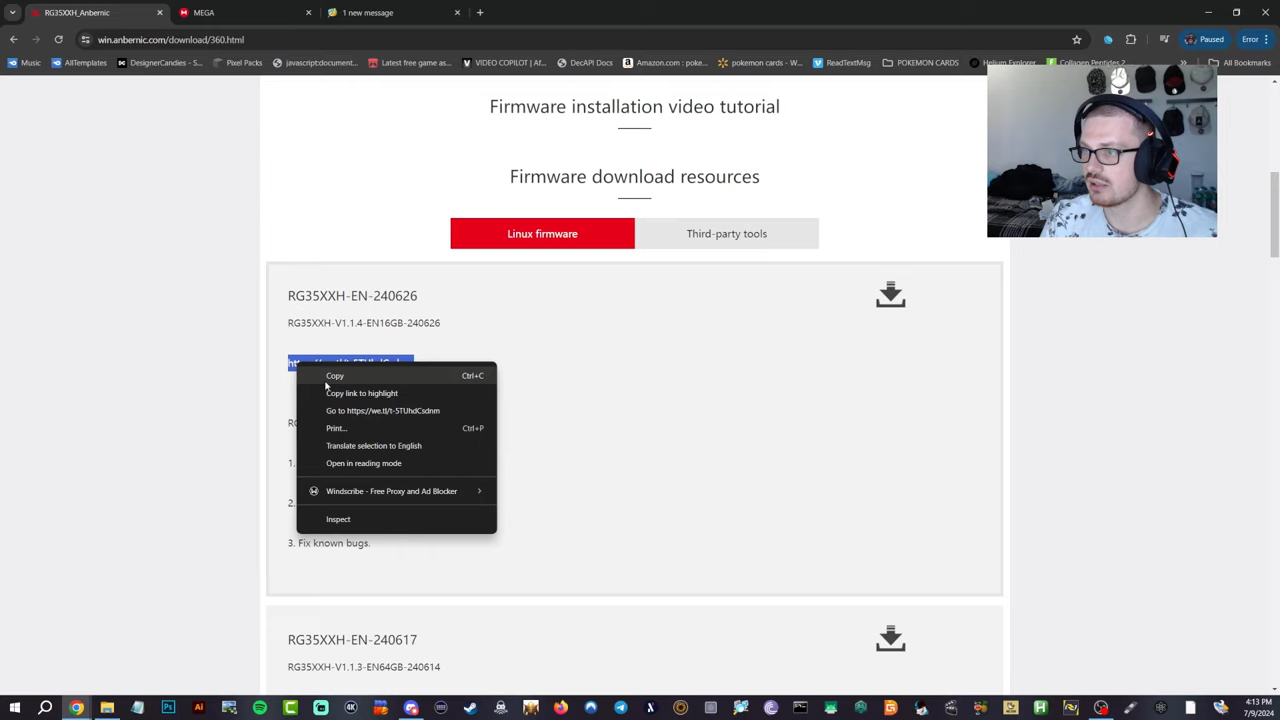 RG35XXH_Anbernic
MEGA
1 new message
win.anbernic.com/download/360.html
Paused
Error
Music
AllTemplates
DesignerCandies – S...
Pixel Packs
javascript:document...
Latest free game as...
VIDEO COPILOT | Af...
DecAPI Docs
Amazon.com : poke...
pokemon cards - W...
ReadTextMsg
POKEMON CARDS
Helium Explorer
Collagen Peptides...
All Bookmarks
Firmware installation video tutorial
Firmware download resources
Linux firmware
Third-party tools
RG35XXH-EN-240626
RG35XXH-V1.1.4-EN16GB-240626
Copy
Ctrl+C
Copy link to highlight
Go to https://we.tl/t-5TUhdCsdnm
Print...
Ctrl+P
Translate selection to English
Open in reading mode
Windscribe - Free Proxy and Ad Blocker
Inspect
1.
2.
3. Fix known bugs.
RG35XXH-EN-240617
RG35XXH-V1.1.3-EN64GB-240614
4:13 PM
7/9/2024